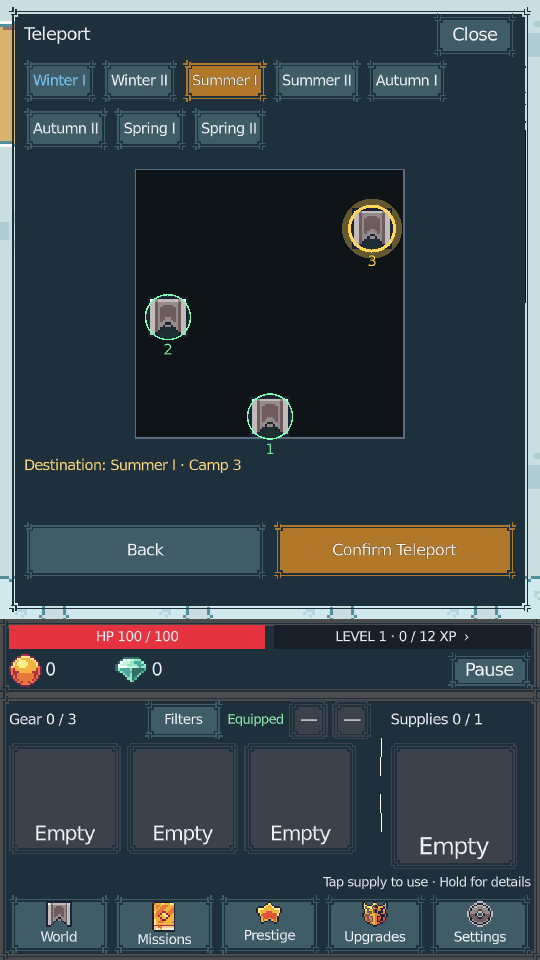 Teleport
Close
Winter I
Winter II
Summer I
Summer II
Autumn I
Autumn II
Spring I
Spring II
3
2
1
Destination: Summer I · Camp 3
Back
Confirm Teleport
HP 100 / 100
LEVEL 1 · 0 / 12 XP ›
0
0
Pause
Gear 0 / 3
Filters
Equipped
—
—
Supplies 0 / 1
Empty
Empty
Empty
Empty
Tap supply to use · Hold for details
World
Missions
Prestige
Upgrades
Settings